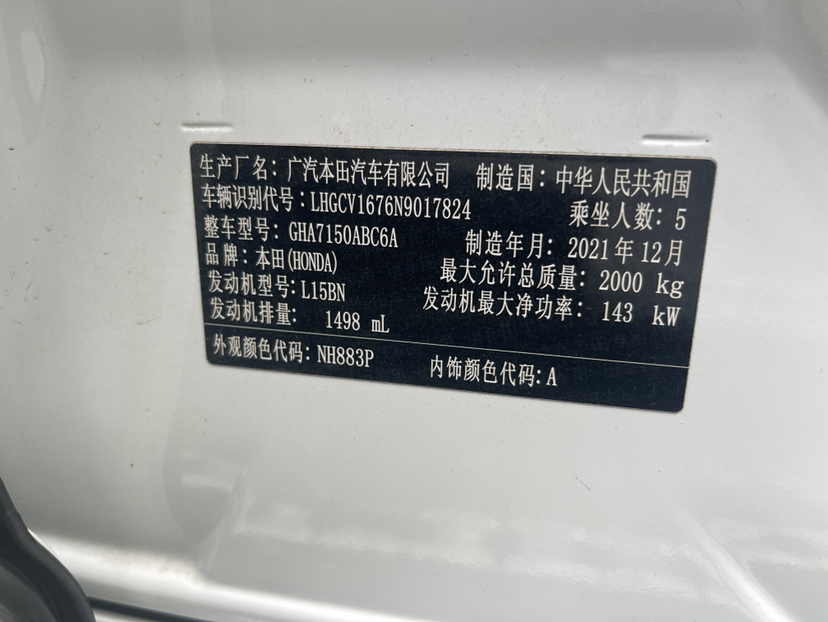 生产厂名：广汽本田汽车有限公司 制造国：中华人民共和国
车辆识别代号：LHGCV1676N9017824 乘坐人数：5
整车型号：GHA7150ABC6A 制造年月：2021年12月
品牌：本田(HONDA) 最大允许总质量：2000 kg
发动机型号：L15BN 发动机最大净功率：143 kW
发动机排量：1498 mL
外观颜色代码：NH883P 内饰颜色代码：A